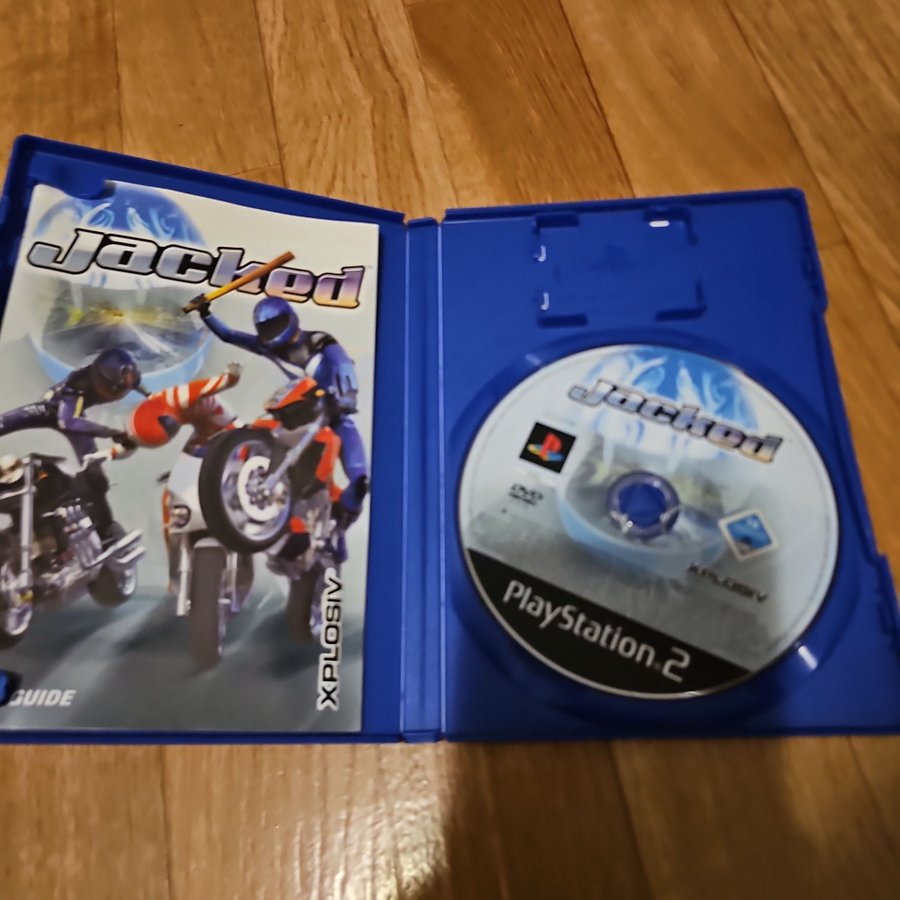 Jacked
XPLOSIV
GUIDE
Jacked
DVD
XPLOSIV
PlayStation.2